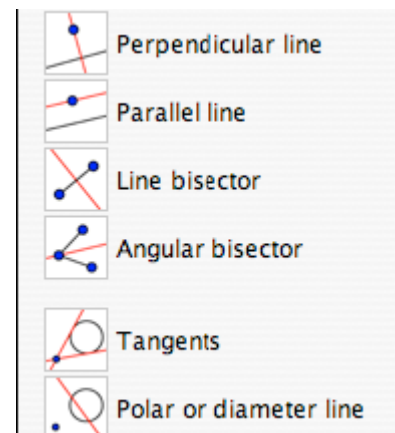 Perpendicular line
Parallel line
Line bisector
Angular bisector
Tangents
Polar or diameter line